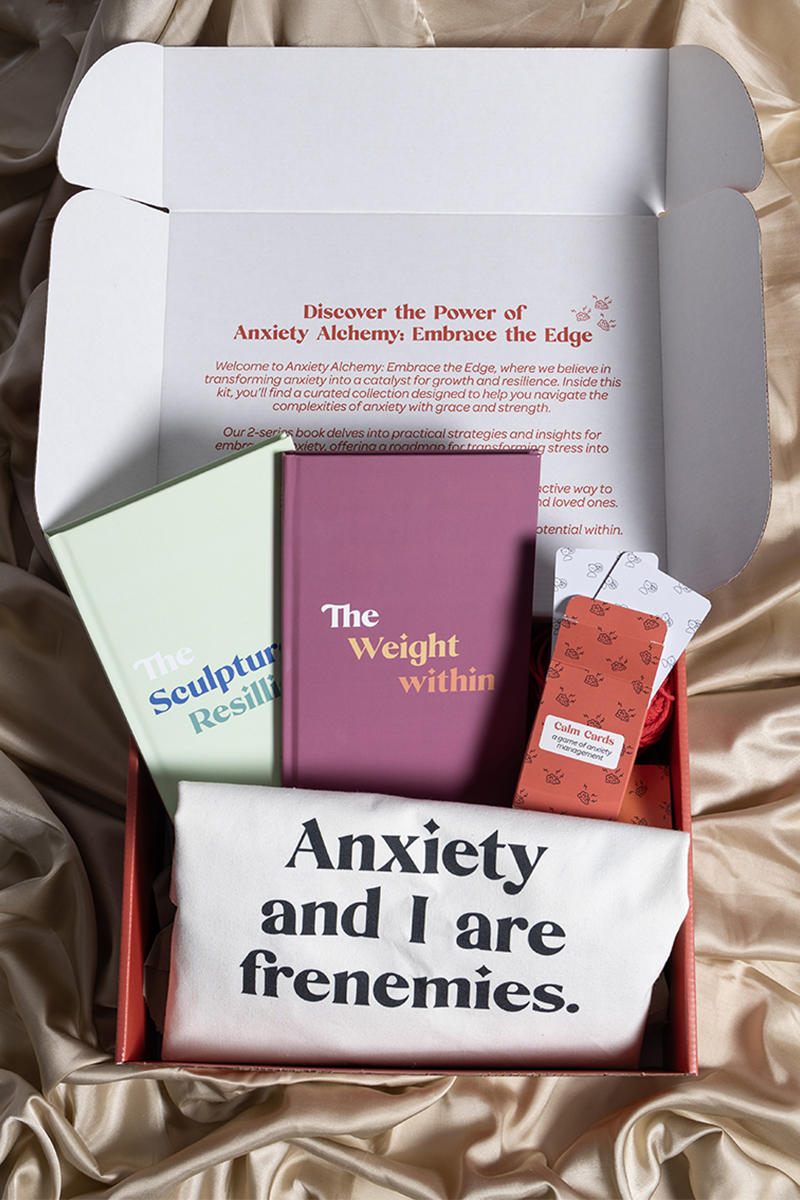 Discover the Power of
Anxiety Alchemy: Embrace the Edge
Welcome to Anxiety Alchemy: Embrace the Edge, where we believe in
transforming anxiety into a catalyst for growth and resilience. Inside this
kit, you'll find a curated collection designed to help you navigate the
complexities of anxiety with grace and strength.
Our 2-series book delves into practical strategies and insights for
anxiety, offering a roadmap for transforming stress into
active way to
loved ones.
potential within.
The
Weight
within
The
Calm Cards
a game of anxiety
management
Anxiety
and I are
frenemies.